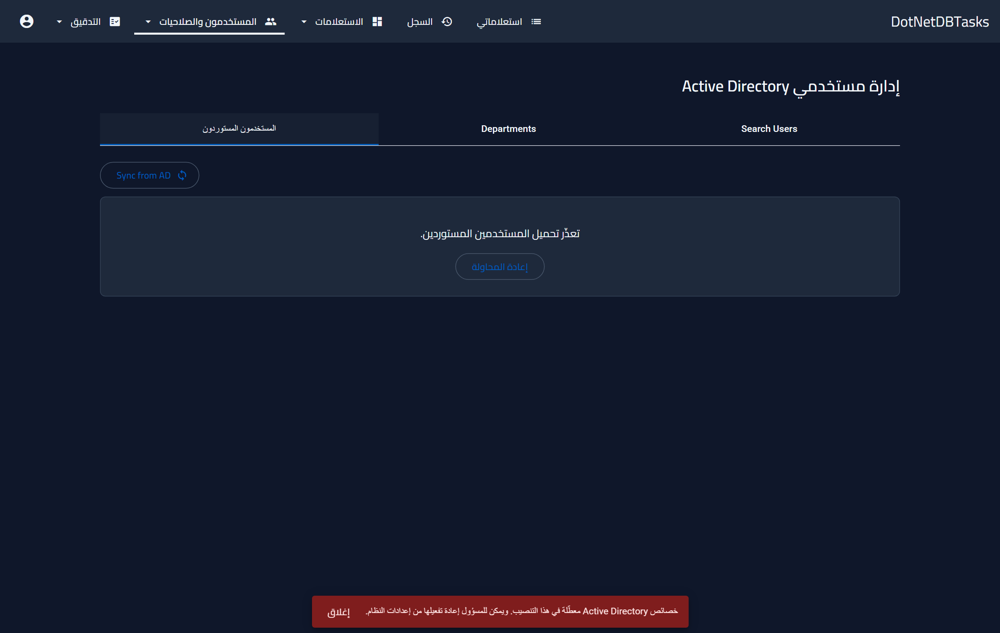 DotNetDBTasks
استعلاماتي
السجل
الاستعلامات
المستخدمون والصلاحيات
التدقيق
إدارة مستخدمي Active Directory
Search Users
Departments
المستخدمون المستوردون
Sync from AD
تعذّر تحميل المستخدمين المستوردين.
إعادة المحاولة
خصائص Active Directory معطّلة في هذا التنصيب. ويمكن للمسؤول إعادة تفعيلها من إعدادات النظام.
إغلاق